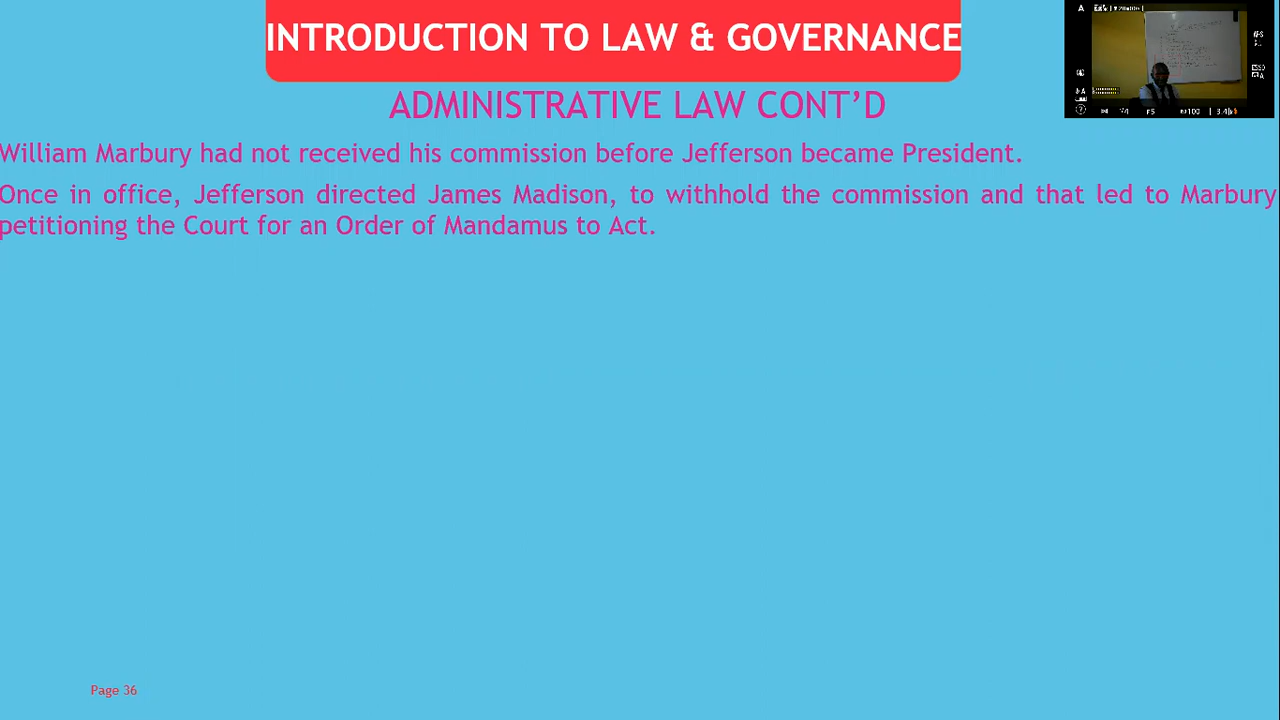 INTRODUCTION TO LAW & GOVERNANCE
ADMINISTRATIVE LAW CONT’D
William Marbury had not received his commission before Jefferson became President.
Once in office, Jefferson directed James Madison, to withhold the commission and that led to Marbury
petitioning the Court for an Order of Mandamus to Act.
Page 36